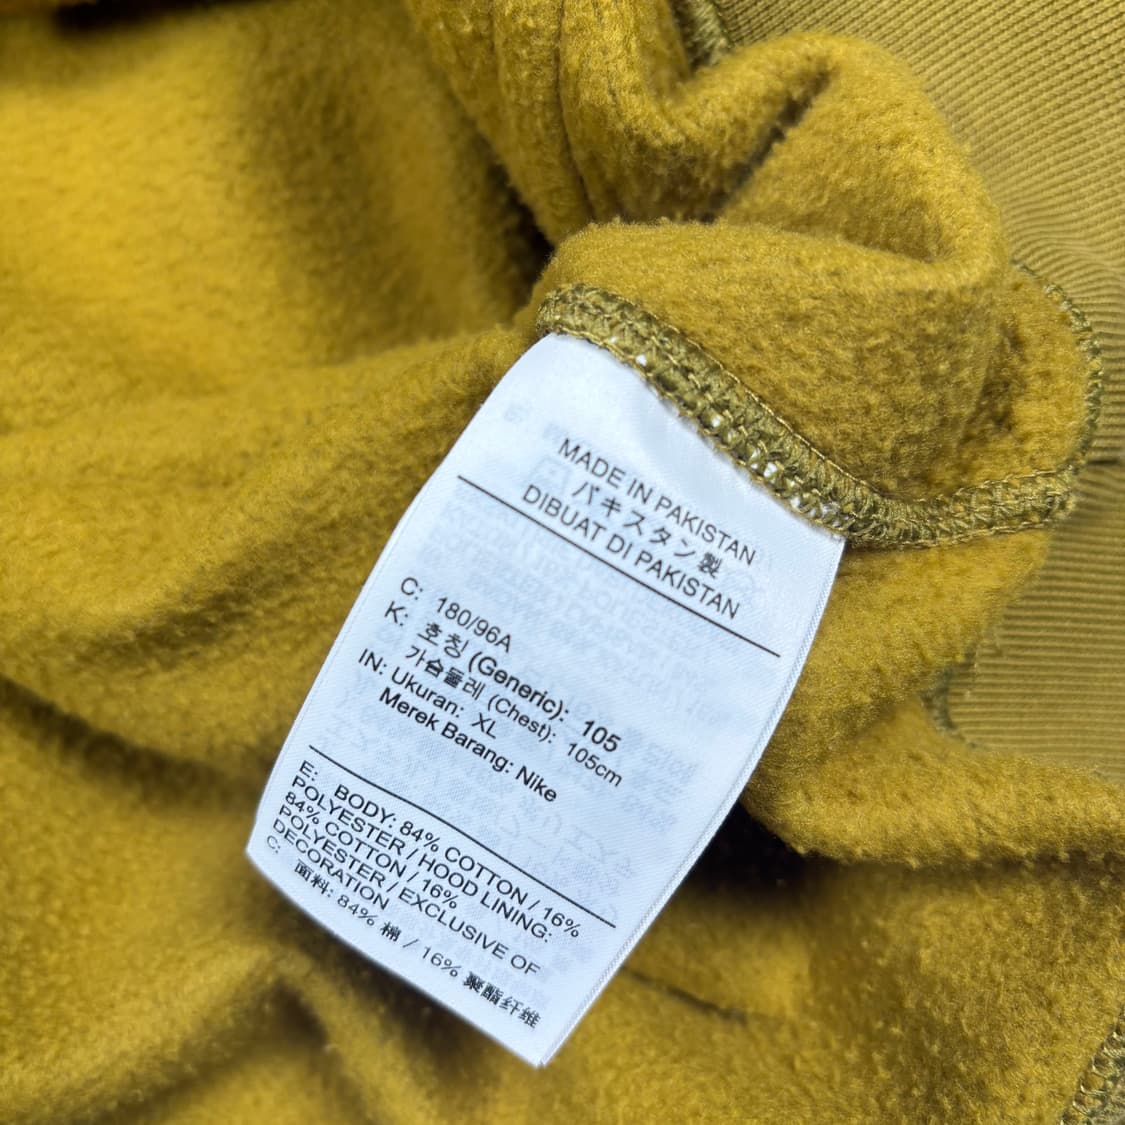 MADE IN PAKISTAN
パキスタン製
DIBUAT DI PAKISTAN
C: 180/96A
K: 호칭 (Generic): 105
가슴둘레 (Chest): 105cm
IN: Ukuran: XL
Merek Barang: Nike
E: BODY: 84% COTTON / 16%
POLYESTER / HOOD LINING:
84% COTTON / 16%
POLYESTER / EXCLUSIVE OF
DECORATION
C: 面料: 84% 棉 / 16% 聚酯纤维